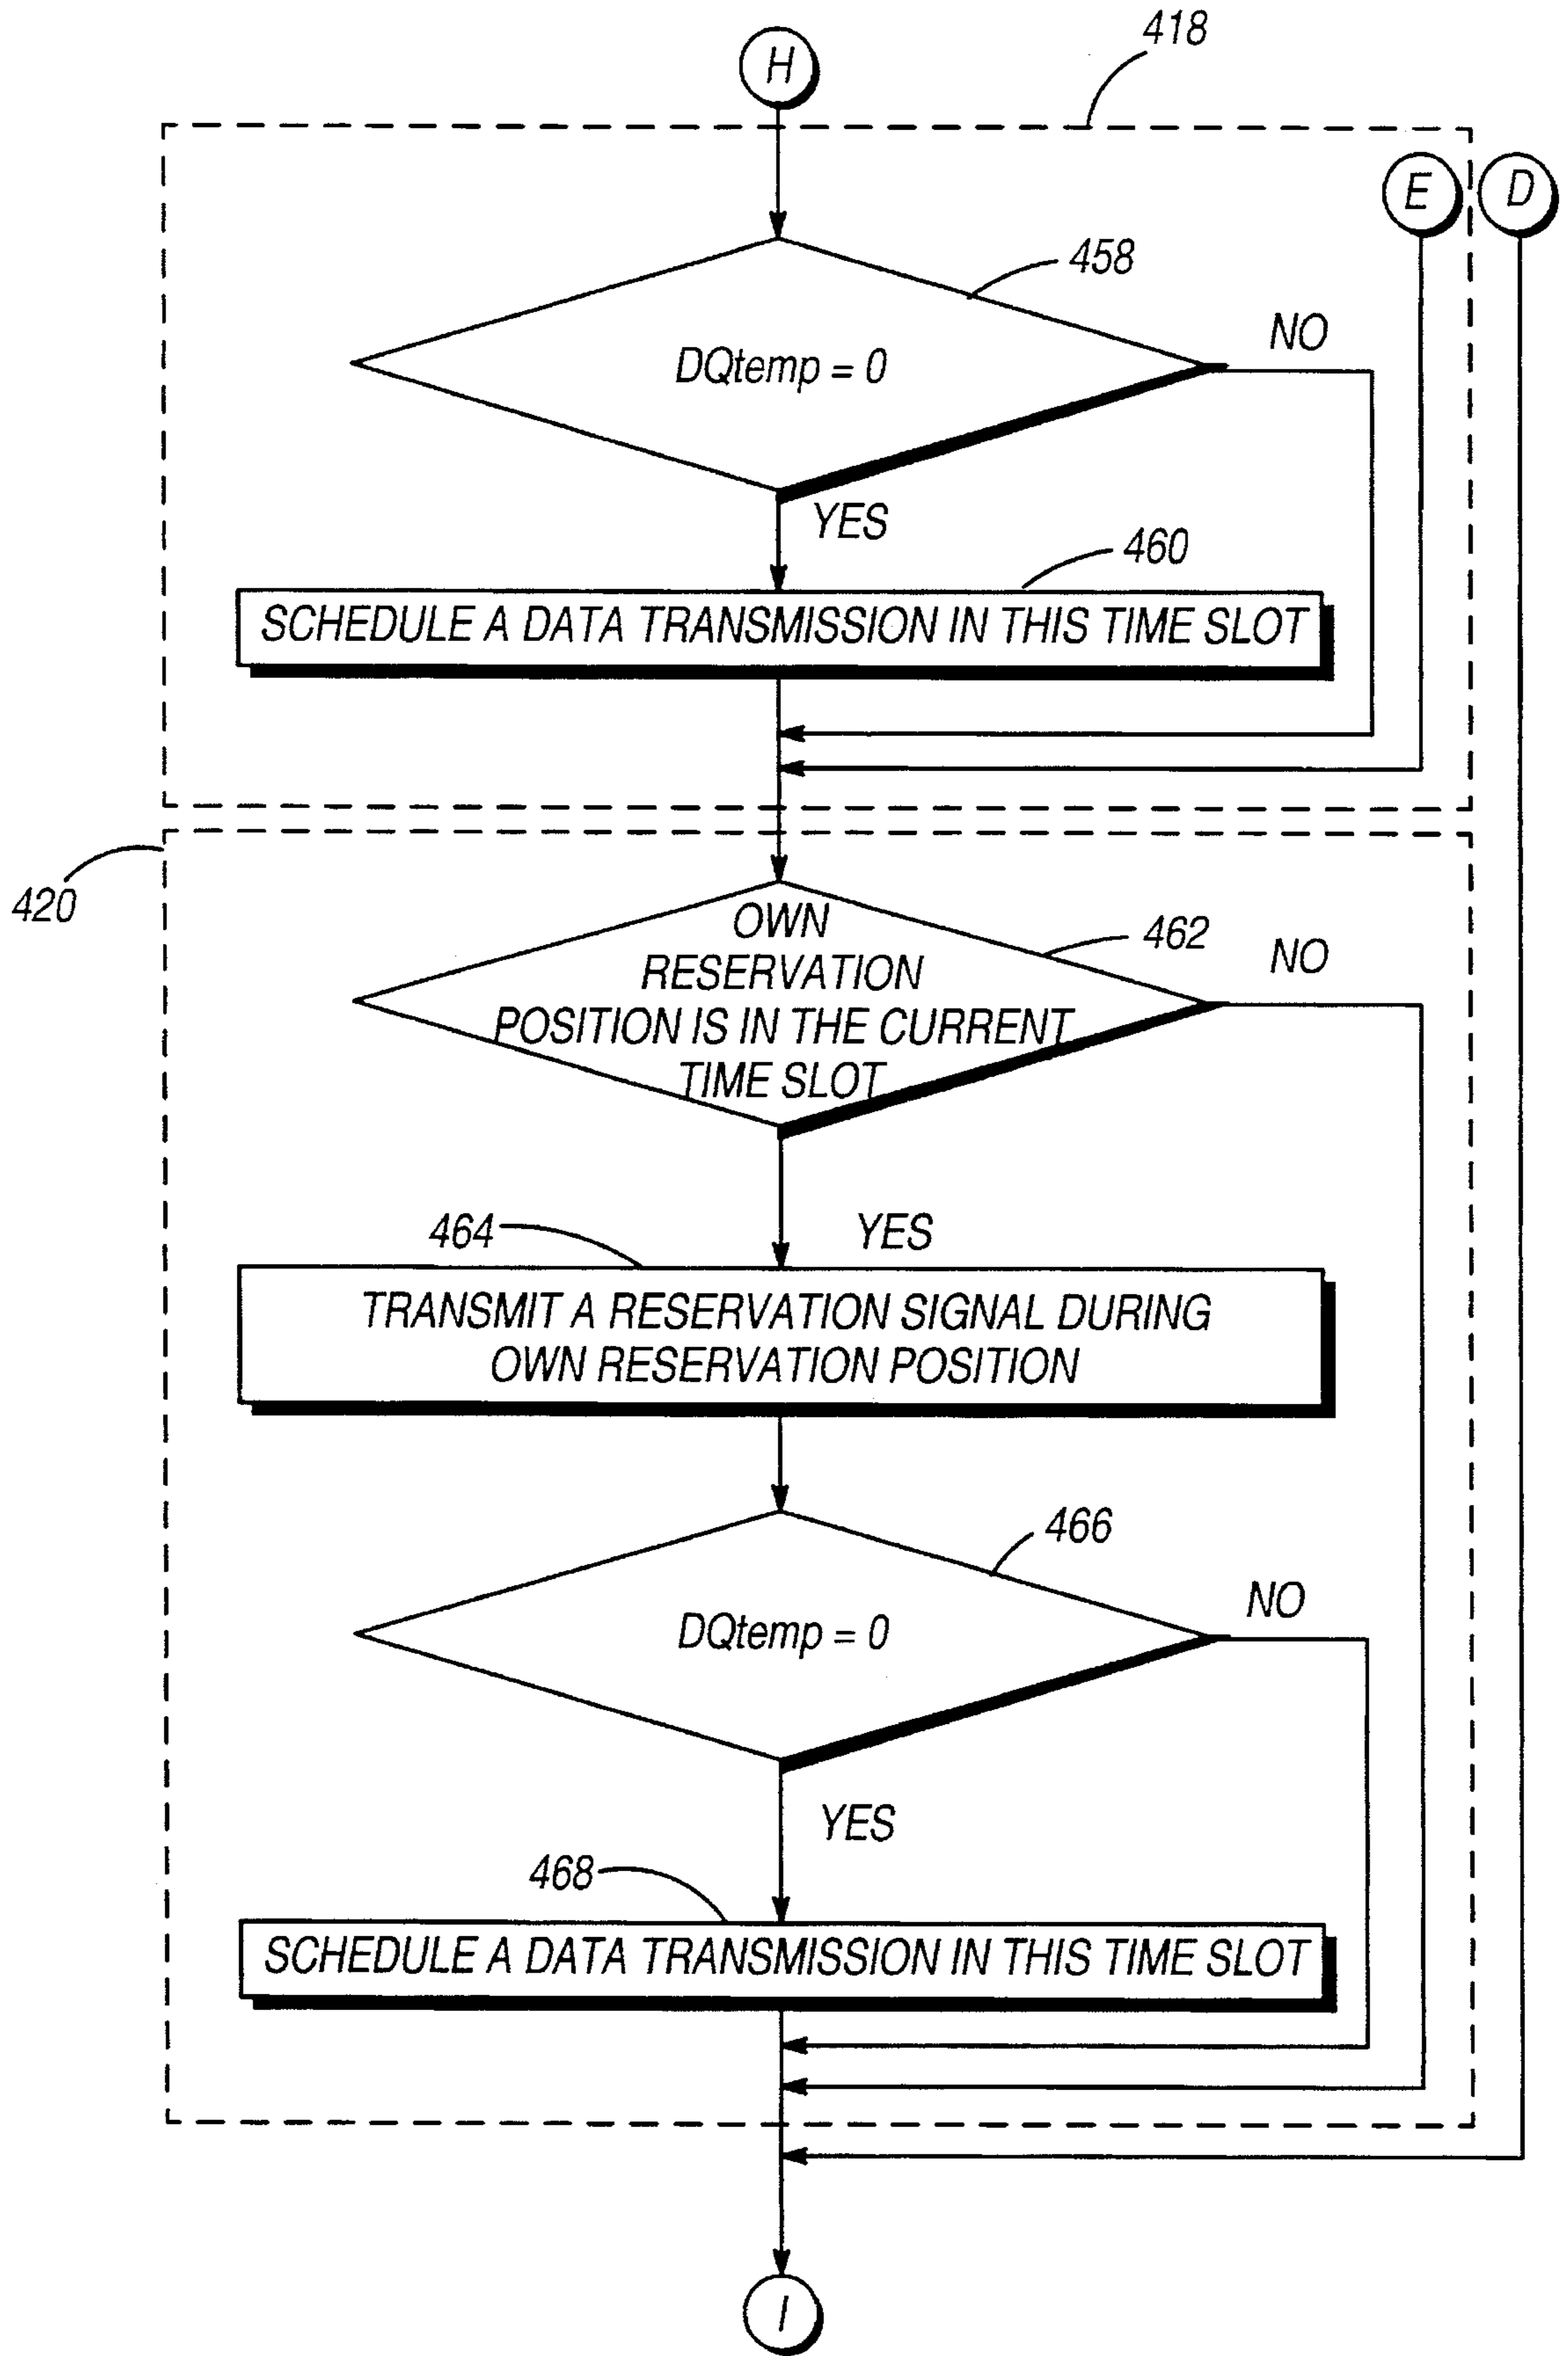 418
H
E
D
458
NO
DQtemp = 0
YES
460
SCHEDULE A DATA TRANSMISSION IN THIS TIME SLOT
420
OWN
RESERVATION
POSITION IS IN THE CURRENT
TIME SLOT
462
NO
464
YES
TRANSMIT A RESERVATION SIGNAL DURING
OWN RESERVATION POSITION
466
NO
DQtemp = 0
YES
468
SCHEDULE A DATA TRANSMISSION IN THIS TIME SLOT
I